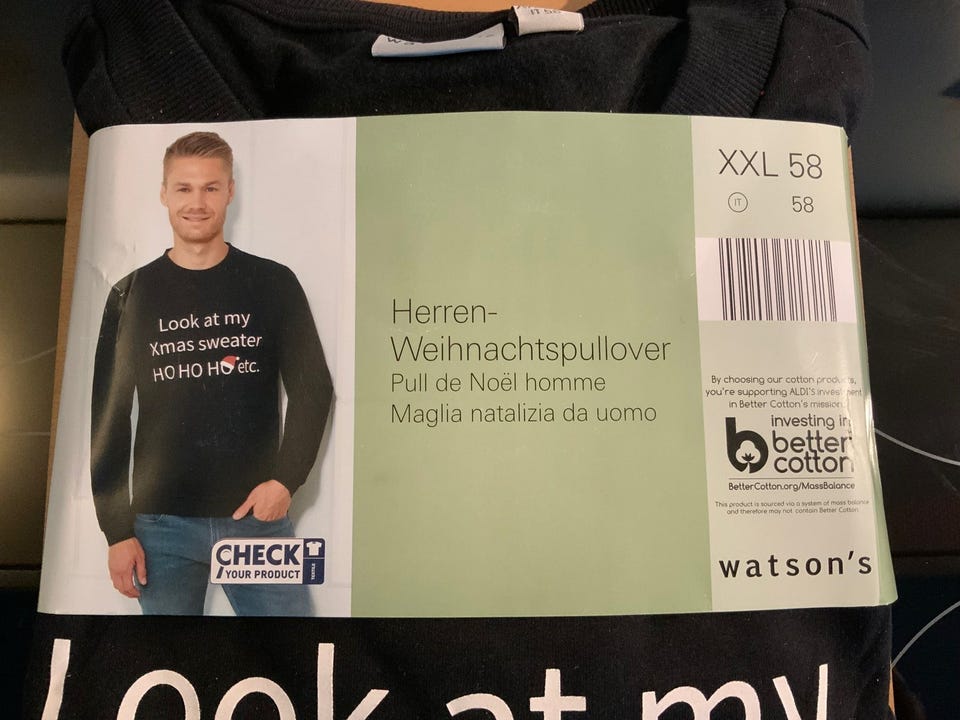 IT 58
XXL 58
IT 58
Look at my
Xmas sweater
HO HO HO etc.
Herren-
Weihnachtspullover
Pull de Noël homme
Maglia natalizia da uomo
By choosing our cotton products,
you're supporting ALDI'S investment
in Better Cotton's mission.
investing in
better
cotton
BetterCotton.org/MassBalance
This product is sourced via a system of mass balance
and therefore may not contain Better Cotton
CHECK
YOUR PRODUCT
TEXTILE
watson's
Look at my